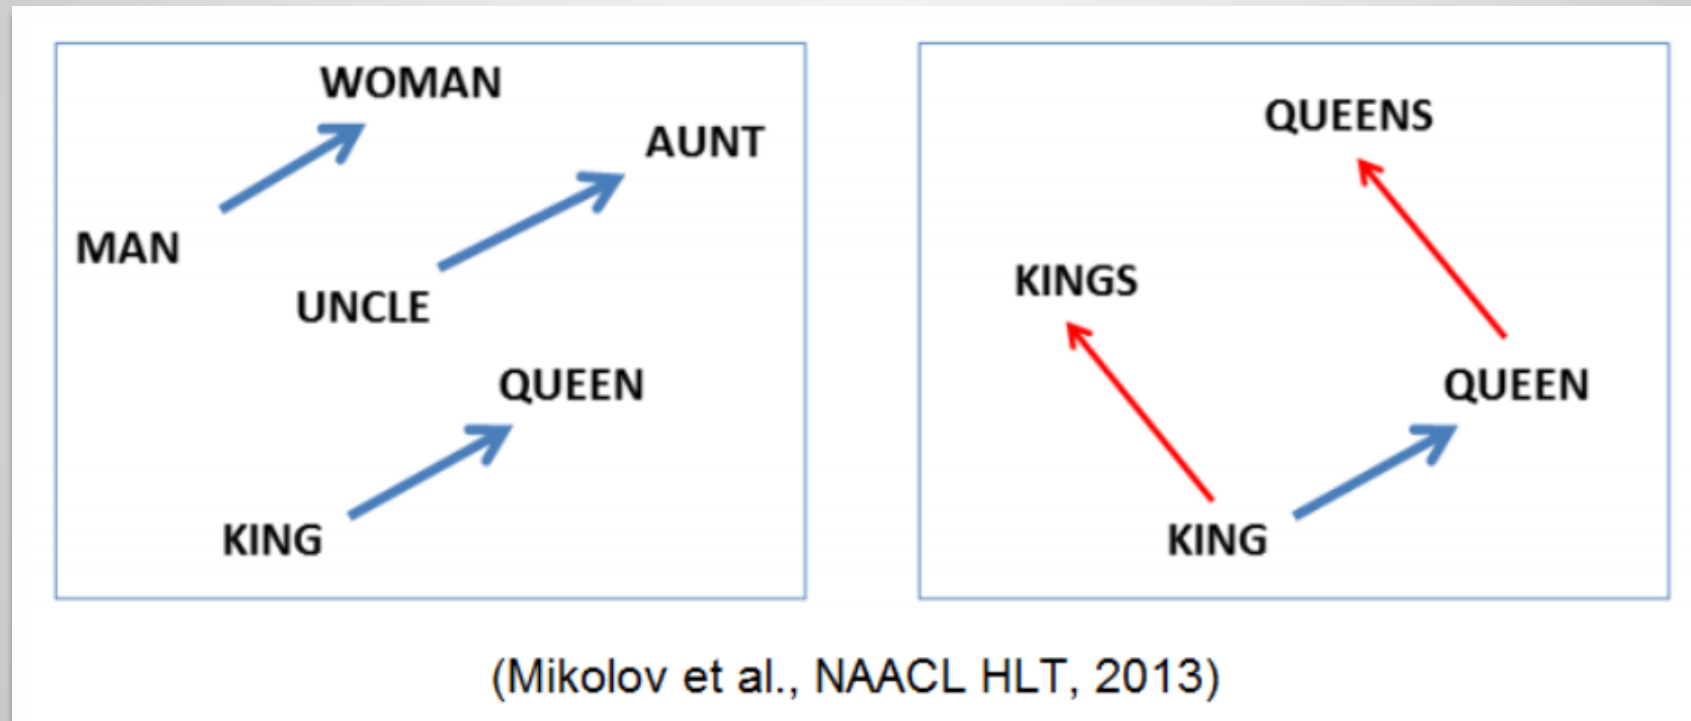 WOMAN
AUNT
MAN
UNCLE
QUEEN
KING
QUEENS
KINGS
QUEEN
KING
(Mikolov et al., NAACL HLT, 2013)